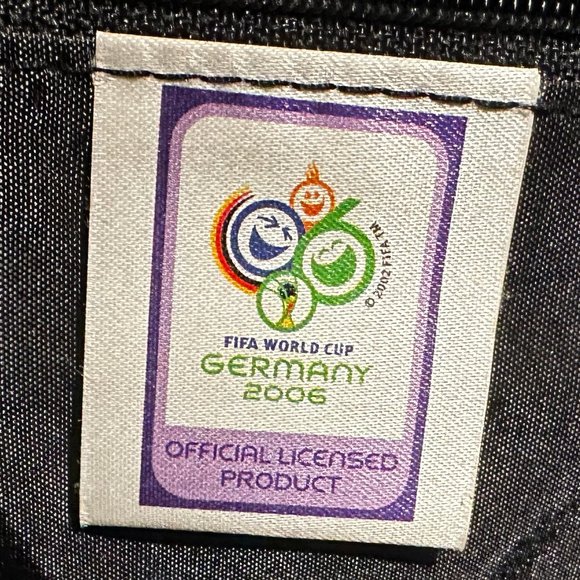 © 2002 FIFA TM
FIFA WORLD CUP
GERMANY
2006
OFFICIAL LICENSED
PRODUCT